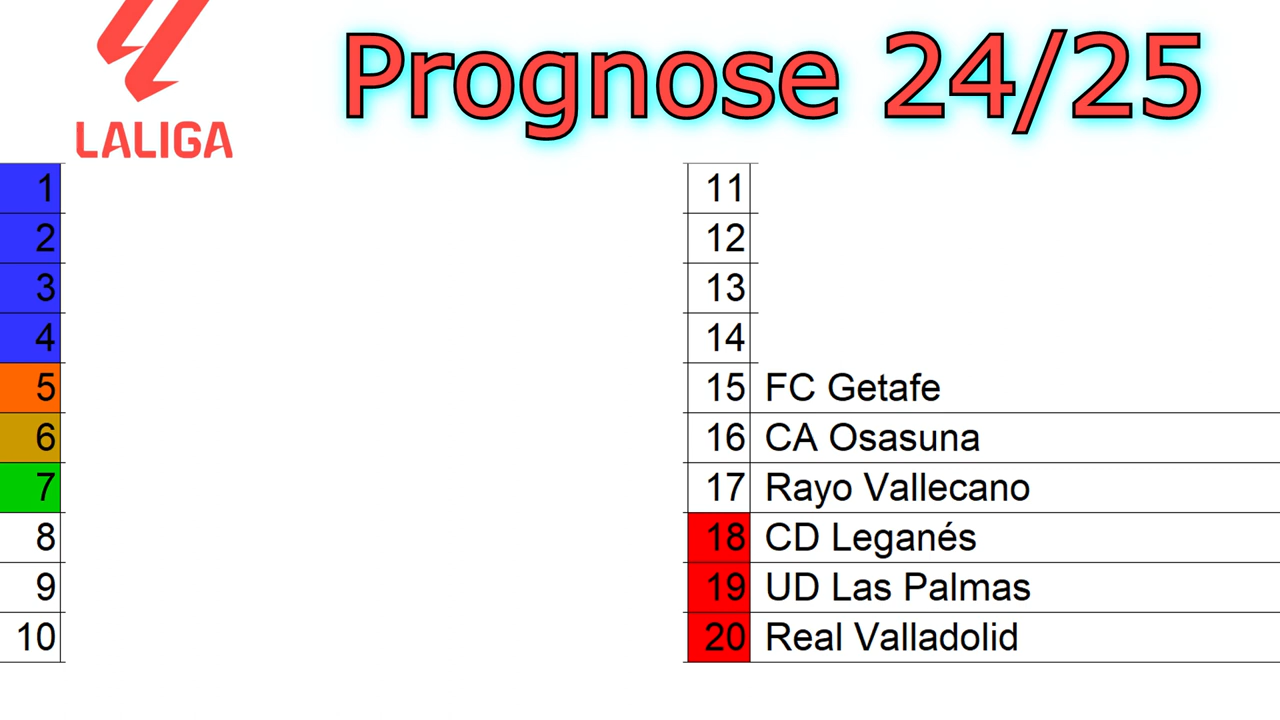 LALIGA
Prognose 24/25
1
2
3
4
5
6
7
8
9
10
11
12
13
14
15 FC Getafe
16 CA Osasuna
17 Rayo Vallecano
18 CD Leganés
19 UD Las Palmas
20 Real Valladolid